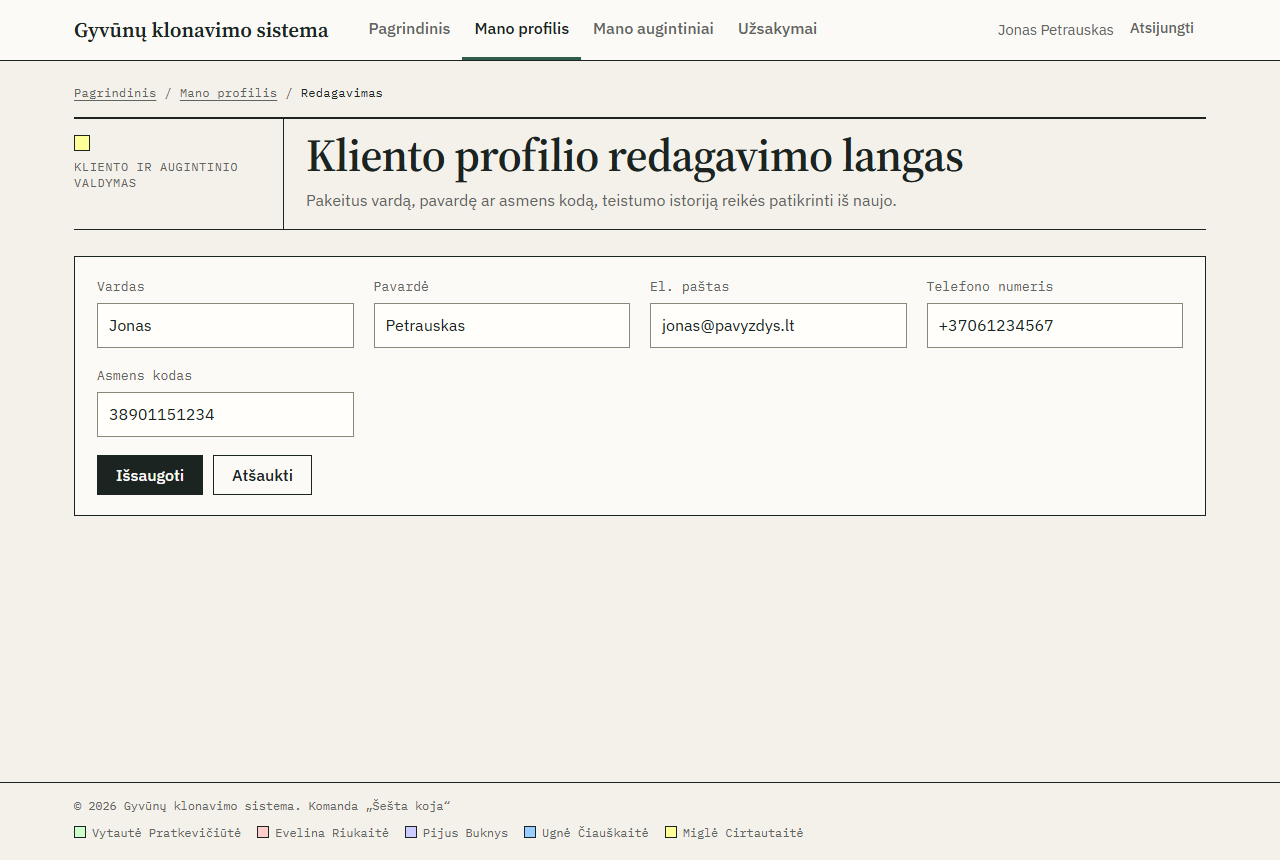 Gyvūnų klonavimo sistema Pagrindinis Mano profilis Mano augintiniai Užsakymai Jonas Petrauskas Atsijungti
Pagrindinis / Mano profilis / Redagavimas
KLIENTO IR AUGINTINIO
VALDYMAS
Kliento profilio redagavimo langas
Pakeitus vardą, pavardę ar asmens kodą, teistumo istoriją reikės patikrinti iš naujo.
Vardas Pavardė El. paštas Telefono numeris
Jonas Petrauskas jonas@pavyzdys.lt +37061234567
Asmens kodas
38901151234
Išsaugoti Atšaukti
© 2026 Gyvūnų klonavimo sistema. Komanda „Šešta koja“
Vytautė Pratkevičiūtė Evelina Riukaitė Pijus Buknys Ugnė Čiauškaitė Miglė Cirtautaitė